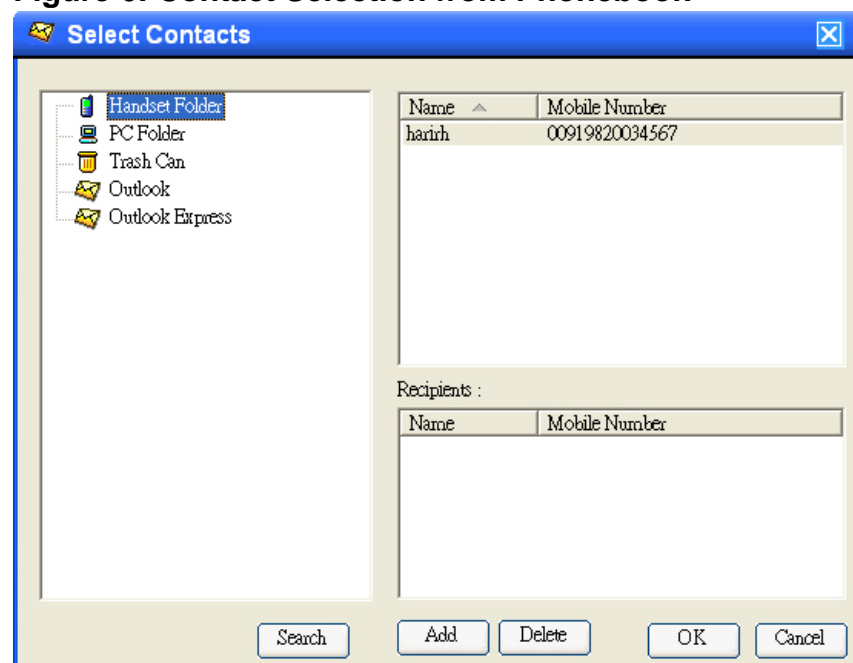 Select Contacts
Handset Folder
PC Folder
Trash Can
Outlook
Outlook Express
Name Mobile Number
harirh 00919820034567
Recipients :
Name Mobile Number
Search Add Delete OK Cancel